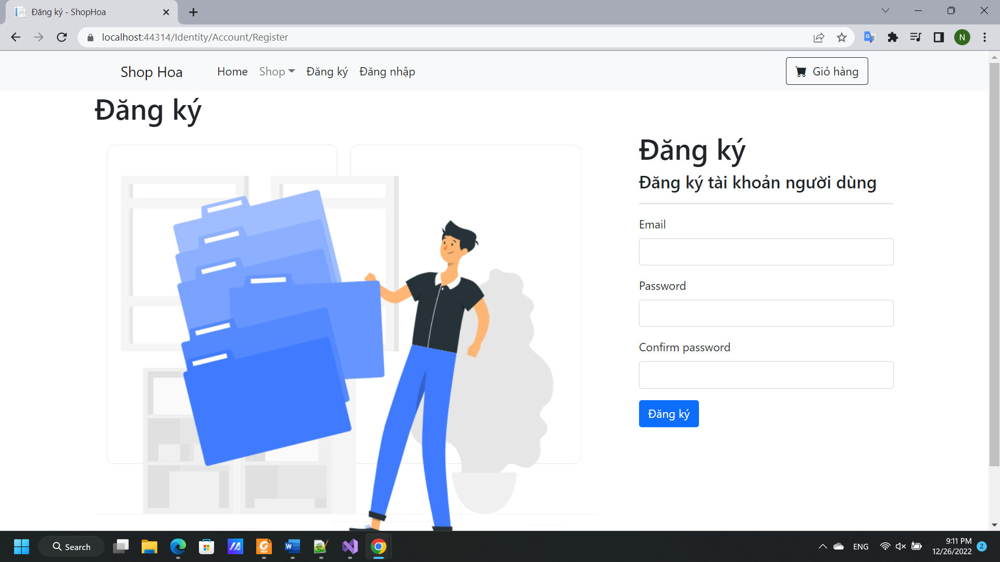 Đăng ký - ShopHoa
localhost:44314/Identity/Account/Register
N
Shop Hoa
Home
Shop
Đăng ký
Đăng nhập
Giỏ hàng
Đăng ký
Đăng ký
Đăng ký tài khoản người dùng
Email
Password
Confirm password
Đăng ký
Search
ENG
9:11 PM
12/26/2022
2